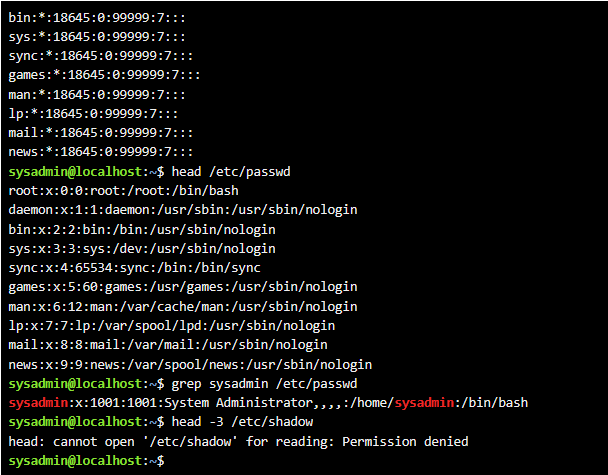 bin:*:18645:0:99999:7:::
sys:*:18645:0:99999:7:::
sync:*:18645:0:99999:7:::
games:*:18645:0:99999:7:::
man:*:18645:0:99999:7:::
lp:*:18645:0:99999:7:::
mail:*:18645:0:99999:7:::
news:*:18645:0:99999:7:::
sysadmin@localhost:~$ head /etc/passwd
root:x:0:0:root:/root:/bin/bash
daemon:x:1:1:daemon:/usr/sbin:/usr/sbin/nologin
bin:x:2:2:bin:/bin:/usr/sbin/nologin
sys:x:3:3:sys:/dev:/usr/sbin/nologin
sync:x:4:65534:sync:/bin:/bin/sync
games:x:5:60:games:/usr/games:/usr/sbin/nologin
man:x:6:12:man:/var/cache/man:/usr/sbin/nologin
lp:x:7:7:lp:/var/spool/lpd:/usr/sbin/nologin
mail:x:8:8:mail:/var/mail:/usr/sbin/nologin
news:x:9:9:news:/var/spool/news:/usr/sbin/nologin
sysadmin@localhost:~$ grep sysadmin /etc/passwd
sysadmin:x:1001:1001:System Administrator,,,,:/home/sysadmin:/bin/bash
sysadmin@localhost:~$ head -3 /etc/shadow
head: cannot open '/etc/shadow' for reading: Permission denied
sysadmin@localhost:~$